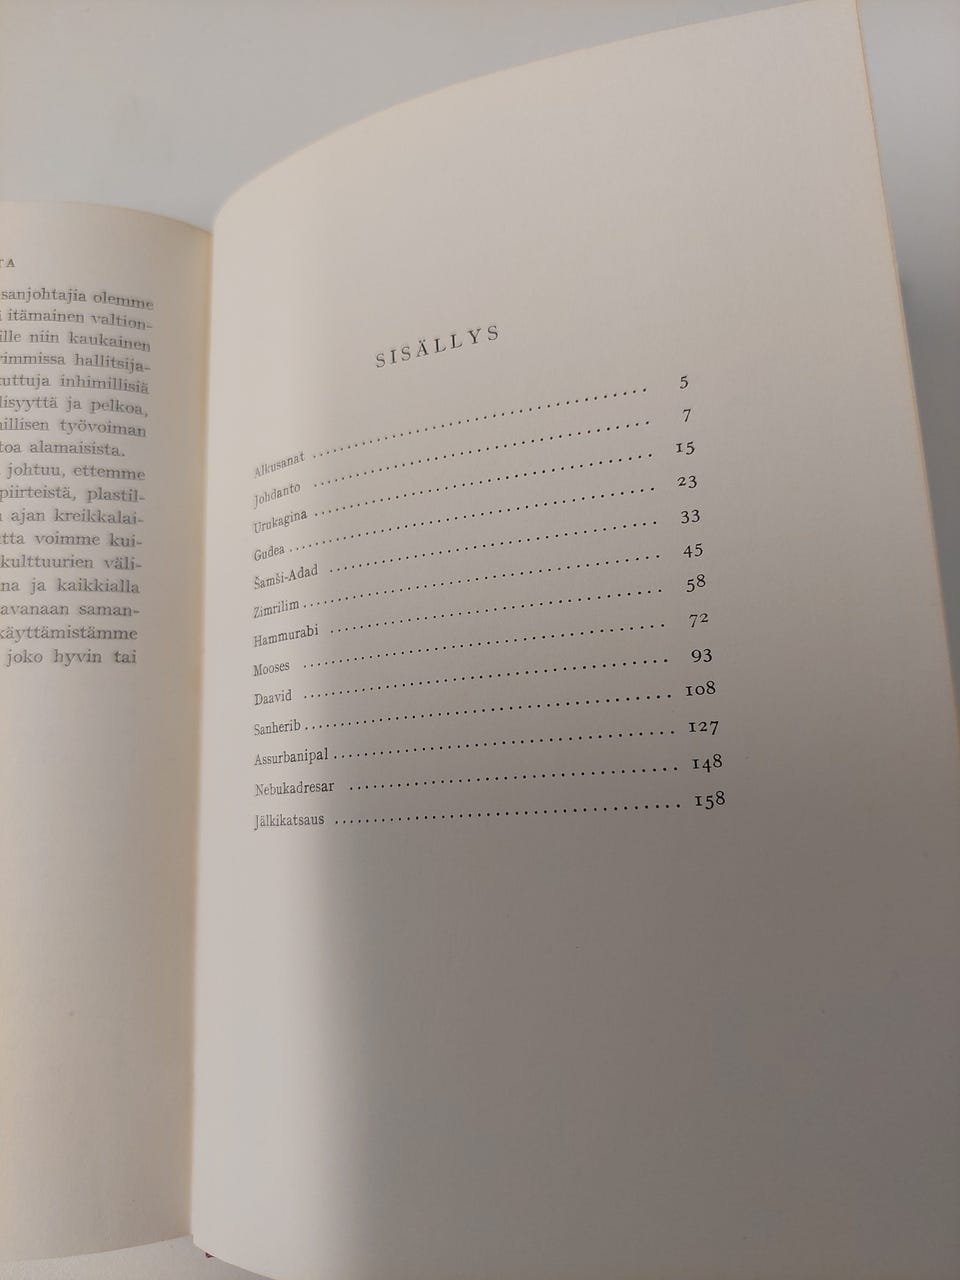 TA
sanjohtajia olemme
itämainen valtion-
ille niin kaukainen
rimmissa hallitsija-
tuttuja inhimillisiä
lisyyttä ja pelkoa,
nillisen työvoiman
toa alamaisista.
johtuu, ettemme
piirteistä, plastil-
ajan kreikkalai-
tta voimme kui-
kulttuurien väli-
na ja kaikkialla
avanaan saman-
käyttämistämme
joko hyvin tai
SISÄLLYS
Alkusanat 5
Johdanto 7
Urukagina 15
Gudea 23
Šamši-Adad 33
Zimrilim 45
Hammurabi 58
Mooses 72
Daavid 93
Sanherib 108
Assurbanipal 127
Nebukadresar 148
Jälkikatsaus 158